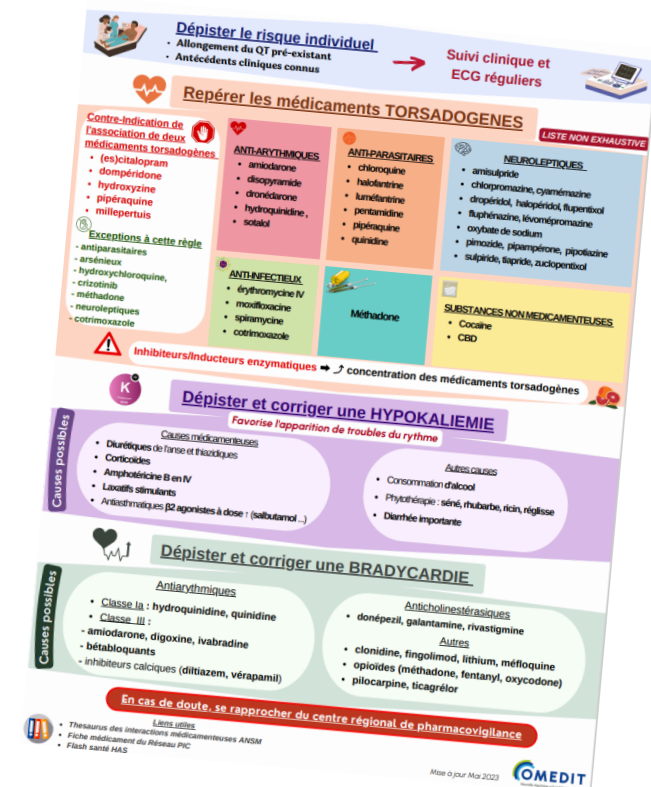 Dépister le risque individuel
• Allongement du QT pré-existant
• Antécédents cliniques connus
Suivi clinique et
ECG réguliers
Repérer les médicaments TORSADOGENES
LISTE NON EXHAUSTIVE
Contre-Indication de
l'association de deux
médicaments torsadogènes
• (es)citalopram
• dompéridone
• hydroxyzine
• pipéraquine
• millepertuis
Exceptions à cette règle
- antiparasitaires
- arsénieux
- hydroxychloroquine,
- crizotinib
- méthadone
- neuroleptiques
- cotrimoxazole
ANTI-ARYTHMIQUES
• amiodarone
• disopyramide
• dronédarone
• hydroquinidine ,
• sotalol
ANTI-PARASITAIRES
• chloroquine
• halofantrine
• luméfantrine
• pentamidine
• pipéraquine
• quinidine
NEUROLEPTIQUES
• amisulpride
• chlorpromazine, cyamémazine
• dropéridol, halopéridol, flupentixol
• fluphénazine, lévomépromazine
• oxybate de sodium
• pimozide, pipampérone, pipotiazine
• sulpiride, tiapride, zuclopentixol
ANTI-INFECTIEUX
• érythromycine IV
• moxifloxacine
• spiramycine
• cotrimoxazole
Méthadone
SUBSTANCES NON MEDICAMENTEUSES
• Cocaïne
• CBD
Inhibiteurs/Inducteurs enzymatiques ➡ ⤴ concentration des médicaments torsadogènes
K
Dépister et corriger une HYPOKALIEMIE
Favorise l'apparition de troubles du rythme
Causes possibles
Causes médicamenteuses
• Diurétiques de l'anse et thiazidiques
• Corticoïdes
• Amphotéricine B en IV
• Laxatifs stimulants
• Antiasthmatiques β2 agonistes à dose ↑ (salbutamol ...)
Autres causes
• Consommation d'alcool
• Phytothérapie : séné, rhubarbe, ricin, réglisse
• Diarrhée importante
Dépister et corriger une BRADYCARDIE
Causes possibles
Antiarythmiques
• Classe Ia : hydroquinidine, quinidine
• Classe III :
- amiodarone, digoxine, ivabradine
- bétabloquants
- inhibiteurs calciques (diltiazem, vérapamil)
Anticholinestérasiques
• donépezil, galantamine, rivastigmine
Autres
• clonidine, fingolimod, lithium, méfloquine
• opioïdes (méthadone, fentanyl, oxycodone)
• pilocarpine, ticagrélor
En cas de doute, se rapprocher du centre régional de pharmacovigilance
Liens utiles
• Thesaurus des interactions médicamenteuses ANSM
• Fiche médicament du Réseau PIC
• Flash santé HAS
Mise à jour Mai 2023
OMEDIT